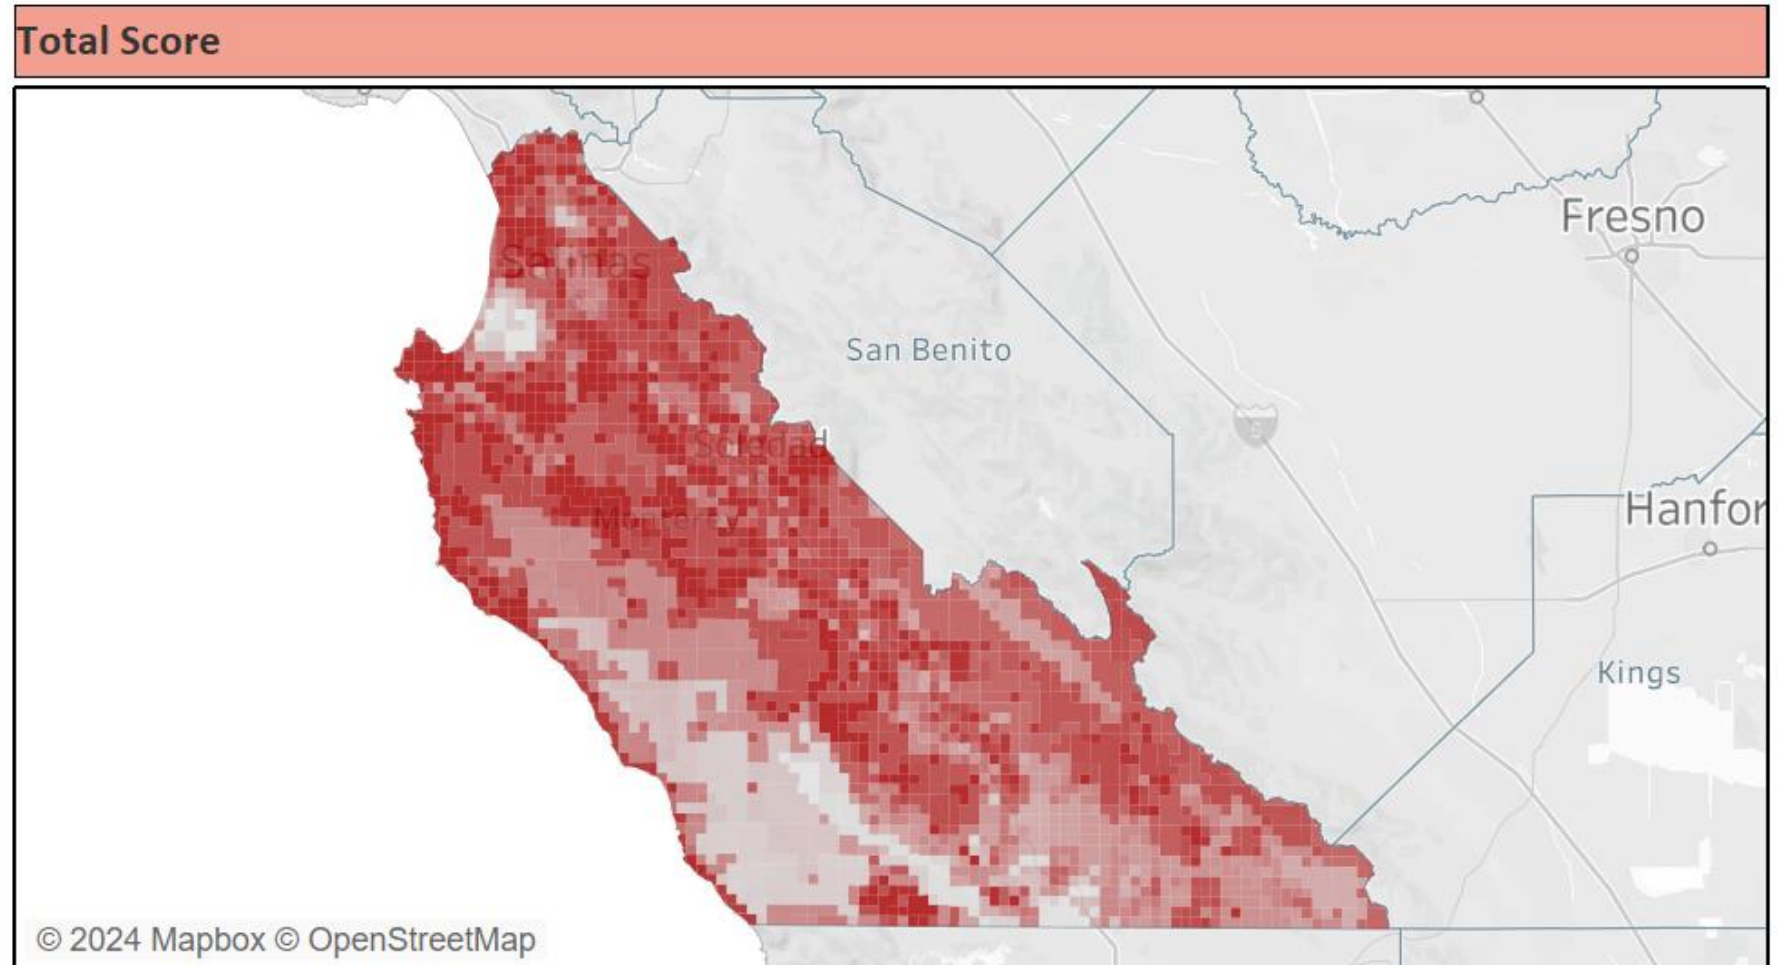 Total Score
Fresno
Salinas
San Benito
Soledad
Hanfor
Monterey
Kings
© 2024 Mapbox © OpenStreetMap